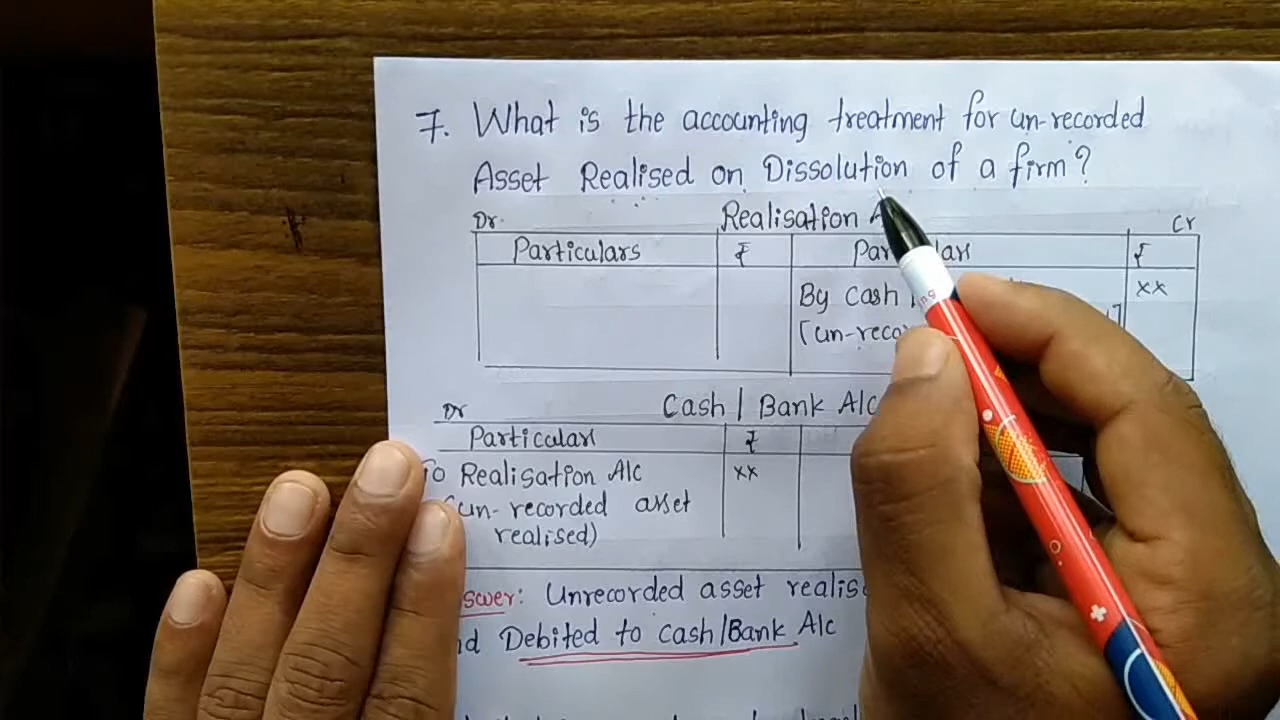 7. What is the accounting treatment for un-recorded
Asset Realised on Dissolution of a firm?
Dr. Realisation Cr
Particulars ₹ ₹
By cash xx
Dr Cash/Bank A/c
Particulars ₹
To Realisation A/c xx
(un-recorded asset
realised)
Unrecorded asset
Debited to cash/Bank A/c